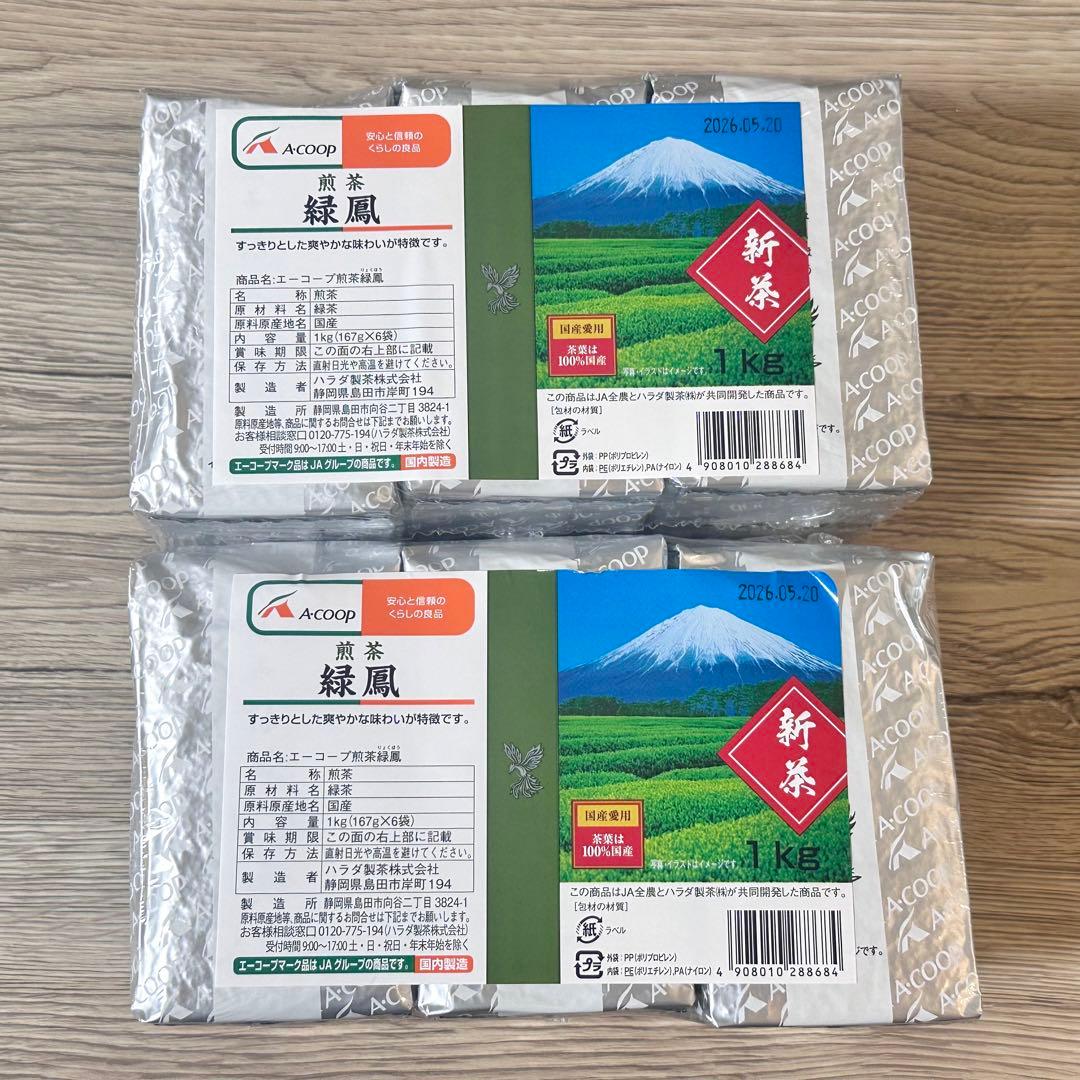 A·COOP
安心と信頼の
くらしの良品
煎茶
緑鳳
すっきりとした爽やかな味わいが特徴です。
りょくほう
商品名:エーコープ煎茶緑鳳
名称 煎茶
原材料名 緑茶
原料原産地名 国産
内容量 1kg(167g×6袋)
賞味期限 この面の右上部に記載
保存方法 直射日光や高温を避けてください。
製造者 ハラダ製茶株式会社
静岡県島田市岸町194
製造所 静岡県島田市向谷二丁目3824-1
原料原産地等、商品に関するお問合せは下記までお願いします。
お客様相談窓口 0120-775-194(ハラダ製茶株式会社)
受付時間 9:00〜17:00 土・日・祝日・年末年始を除く
エーコープマーク品はJAグループの商品です。 国内製造
2026.05.20
新茶
国産愛用
茶葉は
100%国産
写真・イラストはイメージです。
1kg
この商品はJA全農とハラダ製茶㈱が共同開発した商品です。
[包材の材質]
紙 ラベル
プラ 外袋:PP(ポリプロピレン)
内袋:PE(ポリエチレン),PA(ナイロン)
4 908010 288684
A·COOP
安心と信頼の
くらしの良品
煎茶
緑鳳
すっきりとした爽やかな味わいが特徴です。
りょくほう
商品名:エーコープ煎茶緑鳳
名称 煎茶
原材料名 緑茶
原料原産地名 国産
内容量 1kg(167g×6袋)
賞味期限 この面の右上部に記載
保存方法 直射日光や高温を避けてください。
製造者 ハラダ製茶株式会社
静岡県島田市岸町194
製造所 静岡県島田市向谷二丁目3824-1
原料原産地等、商品に関するお問合せは下記までお願いします。
お客様相談窓口 0120-775-194(ハラダ製茶株式会社)
受付時間 9:00〜17:00 土・日・祝日・年末年始を除く
エーコープマーク品はJAグループの商品です。 国内製造
2026.05.20
新茶
国産愛用
茶葉は
100%国産
写真・イラストはイメージです。
1kg
この商品はJA全農とハラダ製茶㈱が共同開発した商品です。
[包材の材質]
紙 ラベル
プラ 外袋:PP(ポリプロピレン)
内袋:PE(ポリエチレン),PA(ナイロン)
4 908010 288684